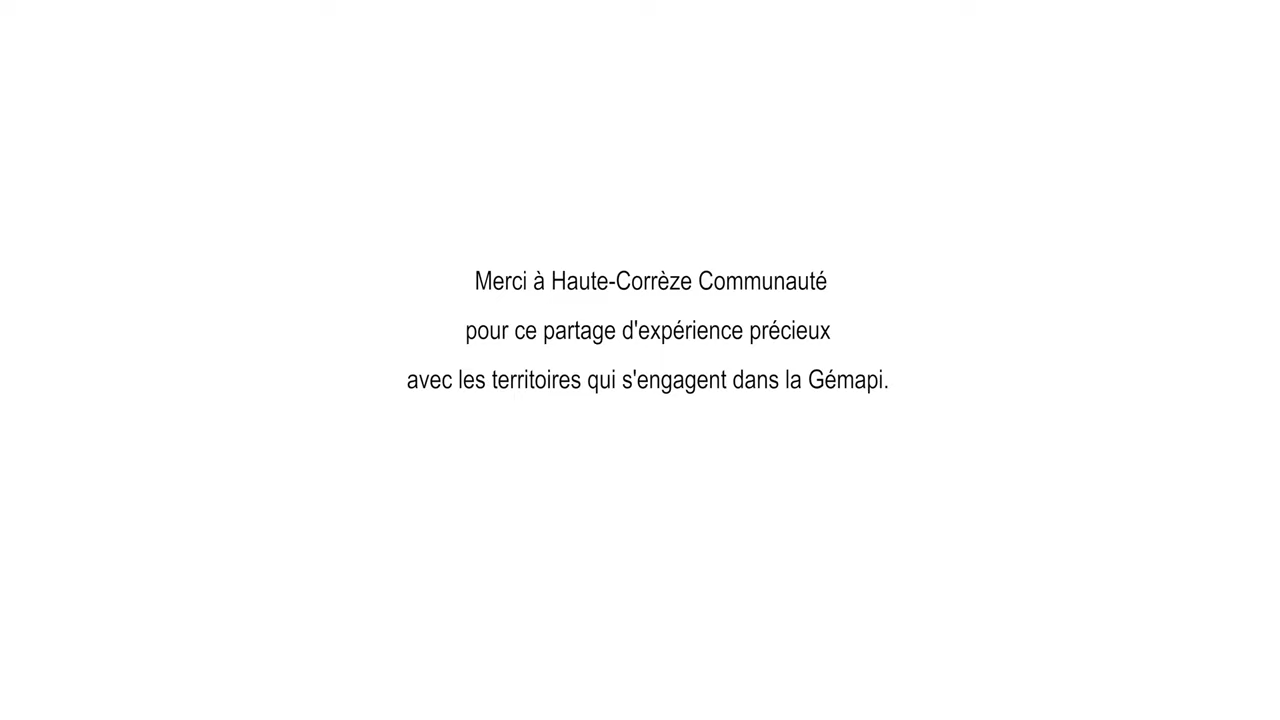 Merci à Haute-Corrèze Communauté
pour ce partage d'expérience précieux
avec les territoires qui s'engagent dans la Gémapi.